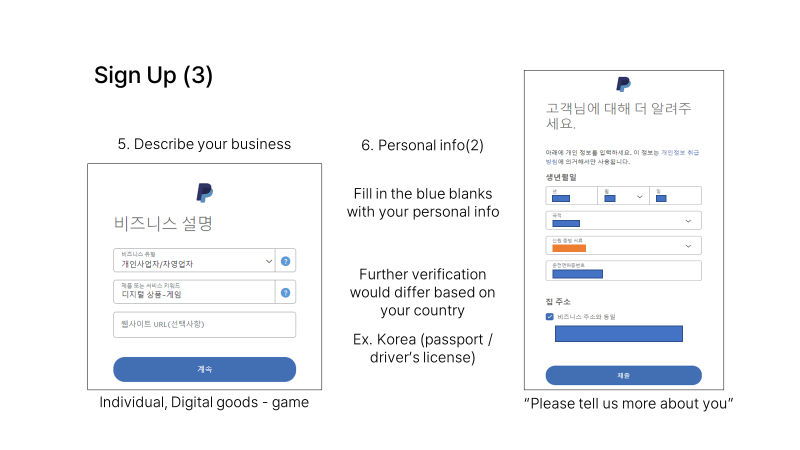 Sign Up (3)
5. Describe your business
비즈니스 설명
비즈니스 유형
개인사업자/자영업자
?
제품 또는 서비스 키워드
디지털 상품-게임
?
웹사이트 URL(선택사항)
계속
Individual, Digital goods - game
6. Personal info(2)
Fill in the blue blanks
with your personal info
Further verification
would differ based on
your country
Ex. Korea (passport /
driver's license)
고객님에 대해 더 알려주
세요.
아래에 개인 정보를 입력하세요. 이 정보는 개인정보 취급
방침에 의거해서만 사용됩니다.
생년월일
년
월
일
국적
신원 증빙 서류
운전면허증번호
집 주소
비즈니스 주소와 동일
제출
“Please tell us more about you”